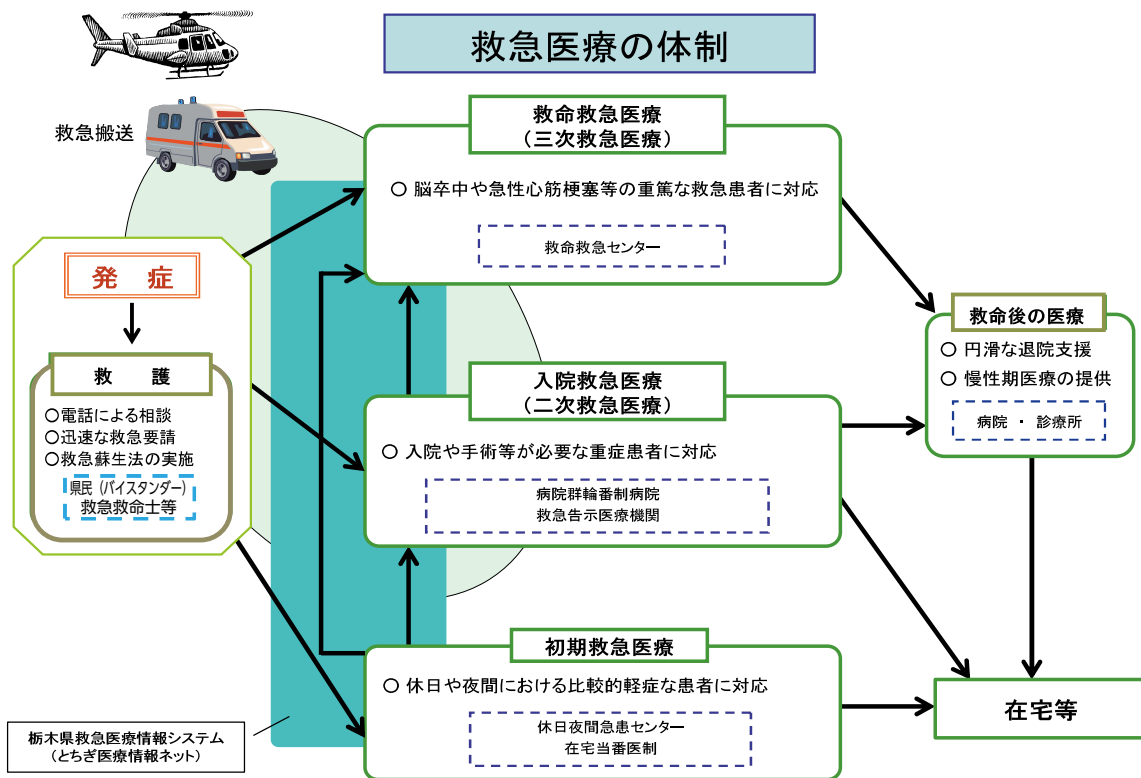 救急医療の体制
救急搬送
救命救急医療
（三次救急医療）
○ 脳卒中や急性心筋梗塞等の重篤な救急患者に対応
救命救急センター
発　症
救　護
○電話による相談
○迅速な救急要請
○救急蘇生法の実施
県民（バイスタンダー）
救急救命士等
入院救急医療
（二次救急医療）
○ 入院や手術等が必要な重症患者に対応
病院群輪番制病院
救急告示医療機関
救命後の医療
○ 円滑な退院支援
○ 慢性期医療の提供
病院 ・ 診療所
初期救急医療
○ 休日や夜間における比較的軽症な患者に対応
休日夜間急患センター
在宅当番医制
在宅等
栃木県救急医療情報システム
（とちぎ医療情報ネット）